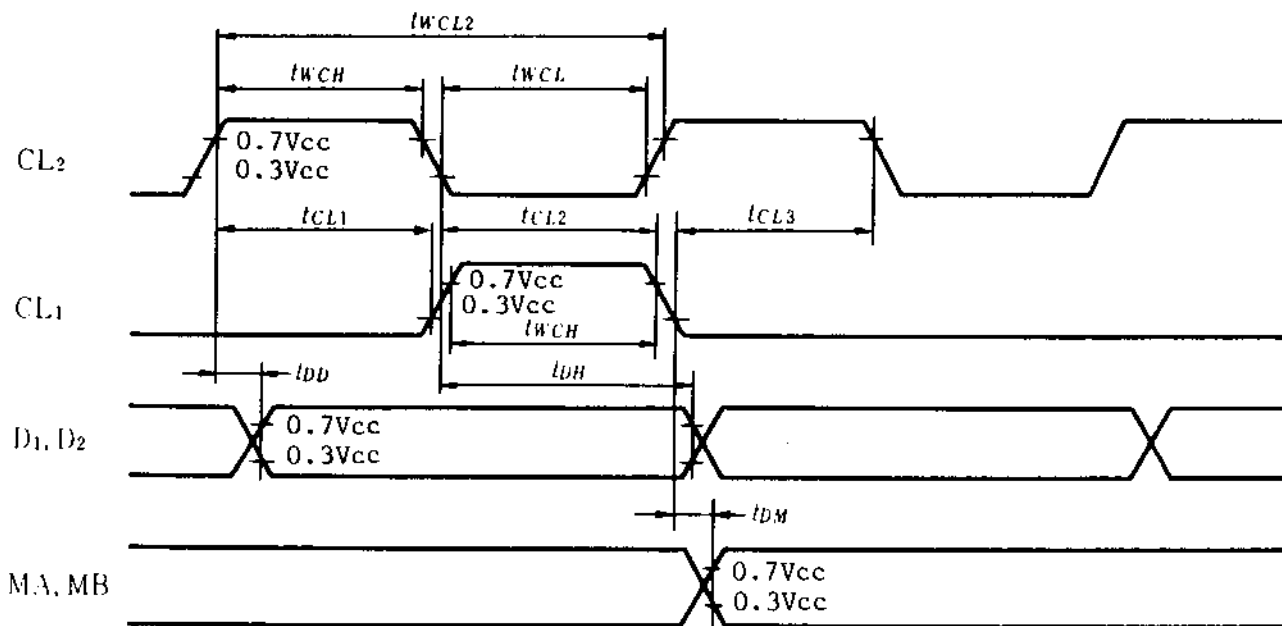 tWCL2
tWCH
tWCL
CL2
0.7Vcc
0.3Vcc
tCL1
tCL2
tCL3
CL1
0.7Vcc
0.3Vcc
tWCH
tDD
tDH
D1, D2
0.7Vcc
0.3Vcc
tDM
MA, MB
0.7Vcc
0.3Vcc